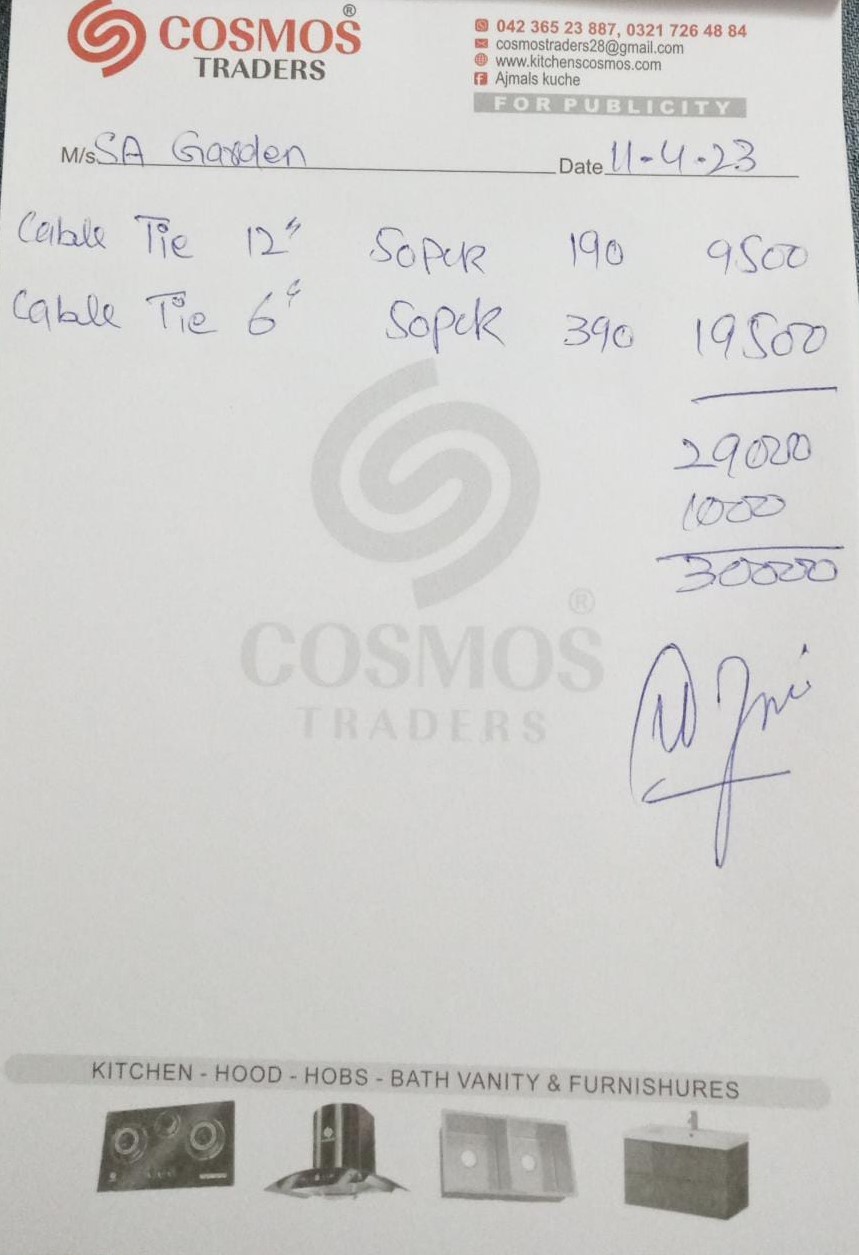 COSMOS ®
TRADERS
042 365 23 887, 0321 726 48 84
cosmostraders28@gmail.com
www.kitchenscosmos.com
Ajmals kuche
FOR PUBLICITY
M/s. SA Garden Date 11-4-23
Cable Tie 12" 50Pck 190 9500
Cable Tie 6" 50Pck 390 19500
29000
1000
30000
COSMOS ®
TRADERS
KITCHEN - HOOD - HOBS - BATH VANITY & FURNISHURES